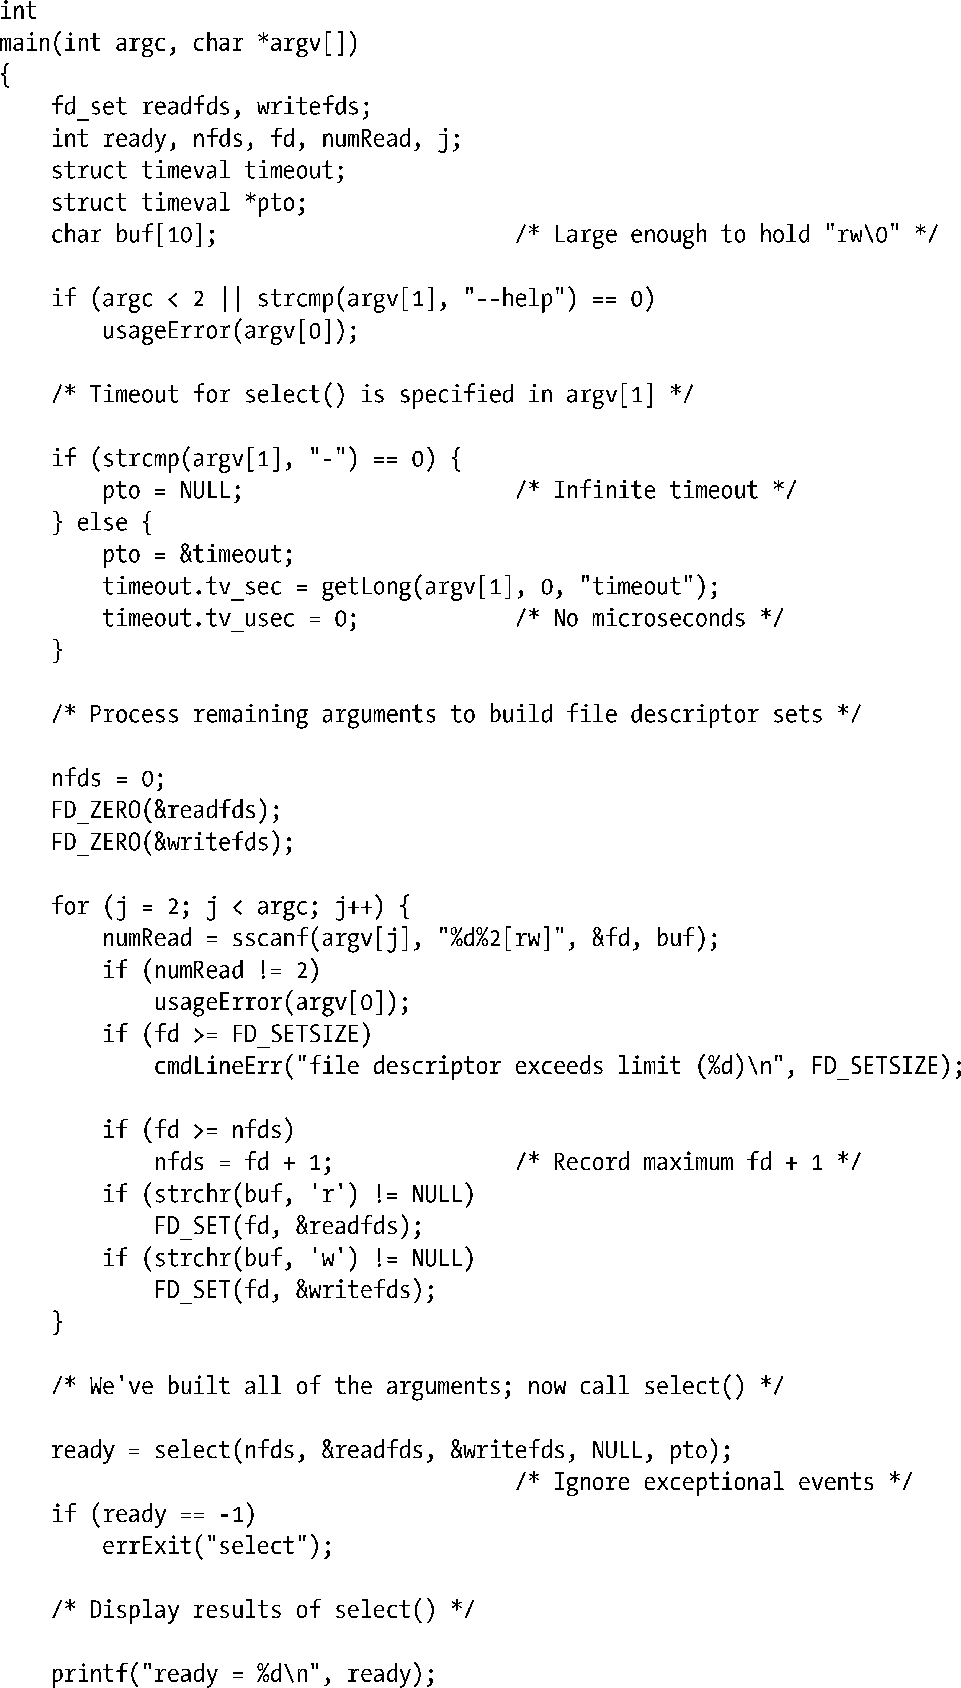 int
main(int argc, char *argv[])
{
    fd_set readfds, writefds;
    int ready, nfds, fd, numRead, j;
    struct timeval timeout;
    struct timeval *pto;
    char buf[10];                       /* Large enough to hold "rw\0" */

    if (argc < 2 || strcmp(argv[1], "--help") == 0)
        usageError(argv[0]);

    /* Timeout for select() is specified in argv[1] */

    if (strcmp(argv[1], "-") == 0) {
        pto = NULL;                     /* Infinite timeout */
    } else {
        pto = &timeout;
        timeout.tv_sec = getLong(argv[1], 0, "timeout");
        timeout.tv_usec = 0;            /* No microseconds */
    }

    /* Process remaining arguments to build file descriptor sets */

    nfds = 0;
    FD_ZERO(&readfds);
    FD_ZERO(&writefds);

    for (j = 2; j < argc; j++) {
        numRead = sscanf(argv[j], "%d%2[rw]", &fd, buf);
        if (numRead != 2)
            usageError(argv[0]);
        if (fd >= FD_SETSIZE)
            cmdLineErr("file descriptor exceeds limit (%d)\n", FD_SETSIZE);

        if (fd >= nfds)
            nfds = fd + 1;              /* Record maximum fd + 1 */
        if (strchr(buf, 'r') != NULL)
            FD_SET(fd, &readfds);
        if (strchr(buf, 'w') != NULL)
            FD_SET(fd, &writefds);
    }

    /* We've built all of the arguments; now call select() */

    ready = select(nfds, &readfds, &writefds, NULL, pto);
                                        /* Ignore exceptional events */
    if (ready == -1)
        errExit("select");

    /* Display results of select() */

    printf("ready = %d\n", ready);